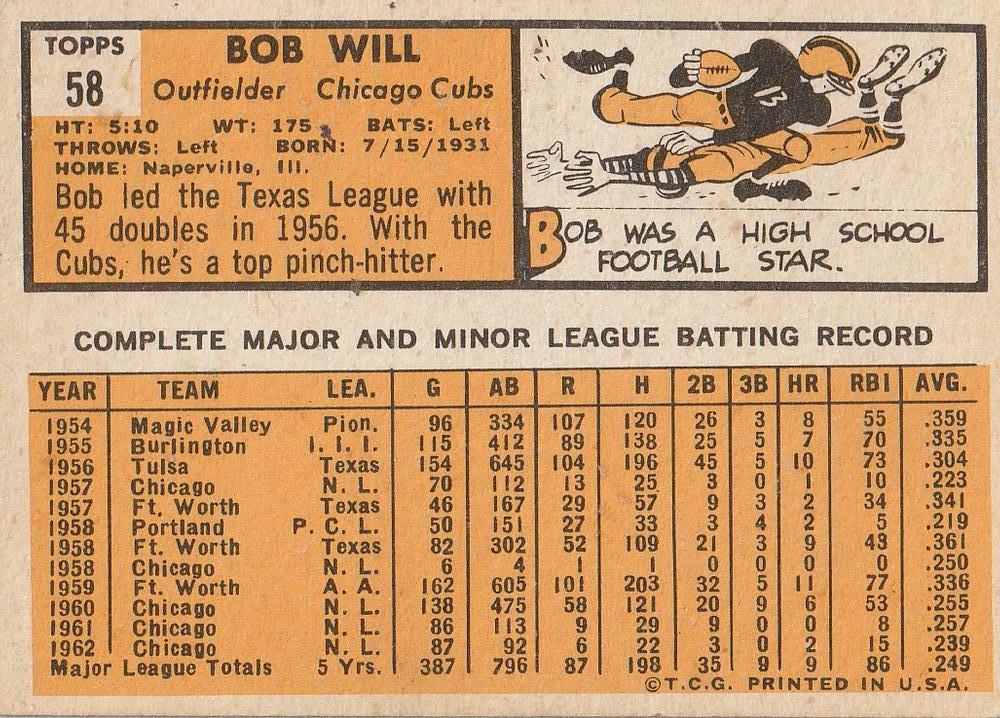 TOPPS
58
BOB WILL
Outfielder Chicago Cubs
HT: 5:10 WT: 175 BATS: Left
THROWS: Left BORN: 7/15/1931
HOME: Naperville, Ill.
Bob led the Texas League with
45 doubles in 1956. With the
Cubs, he's a top pinch-hitter.
13
BOB WAS A HIGH SCHOOL
FOOTBALL STAR.
COMPLETE MAJOR AND MINOR LEAGUE BATTING RECORD
YEAR TEAM LEA. G AB R H 2B 3B HR RBI AVG.
1954 Magic Valley Pion. 96 334 107 120 26 3 8 55 .359
1955 Burlington I. I. I. 115 412 89 138 25 5 7 70 .335
1956 Tulsa Texas 154 645 104 196 45 5 10 73 .304
1957 Chicago N. L. 70 112 13 25 3 0 1 10 .223
1957 Ft. Worth Texas 46 167 29 57 9 3 2 34 .341
1958 Portland P. C. L. 50 151 27 33 3 4 2 5 .219
1958 Ft. Worth Texas 82 302 52 109 21 3 9 48 .361
1958 Chicago N. L. 6 4 1 1 0 0 0 0 .250
1959 Ft. Worth A. A. 162 605 101 203 32 5 11 77 .336
1960 Chicago N. L. 138 475 58 121 20 9 6 53 .255
1961 Chicago N. L. 86 113 9 29 9 0 0 8 .257
1962 Chicago N. L. 87 92 6 22 3 0 2 15 .239
Major League Totals 5 Yrs. 387 796 87 198 35 9 9 86 .249
©T.C.G. PRINTED IN U.S.A.